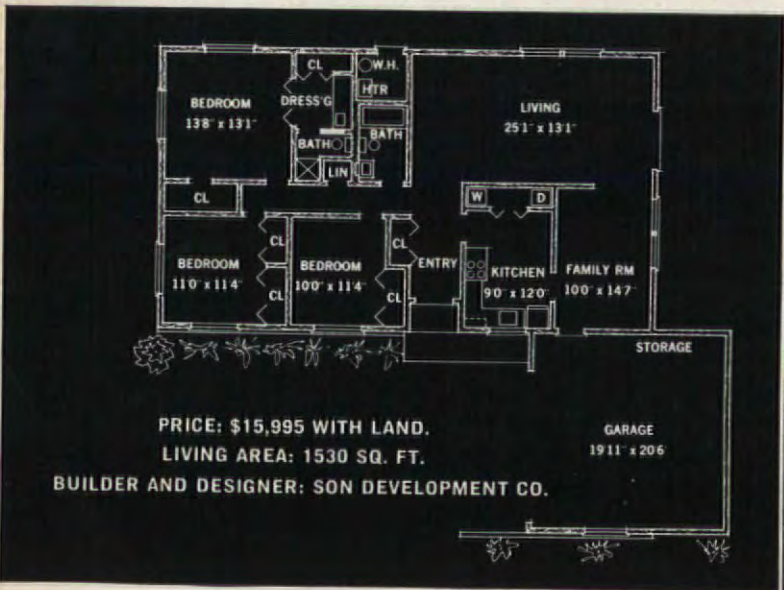 CL
W.H.
HTR
BEDROOM
13'8" x 13'1"
DRESS'G
LIVING
25'1" x 13'1"
BATH
BATH
LIN
CL
W
D
CL
CL
ENTRY
BEDROOM
11'0" x 11'4"
BEDROOM
10'0" x 11'4"
KITCHEN
9'0" x 12'0"
FAMILY RM
10'0" x 14'7"
CL
CL
STORAGE
PRICE: $15,995 WITH LAND.
LIVING AREA: 1530 SQ. FT.
BUILDER AND DESIGNER: SON DEVELOPMENT CO.
GARAGE
19'11" x 20'6